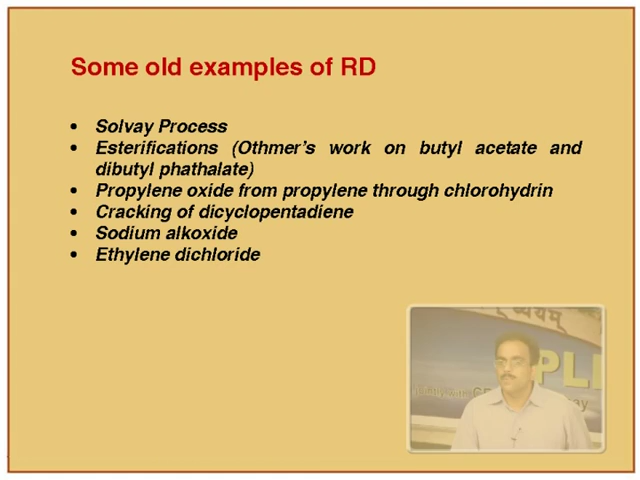 Some old examples of RD
• Solvay Process
• Esterifications (Othmer's work on butyl acetate and
dibutyl phathalate)
• Propylene oxide from propylene through chlorohydrin
• Cracking of dicyclopentadiene
• Sodium alkoxide
• Ethylene dichloride
PLI